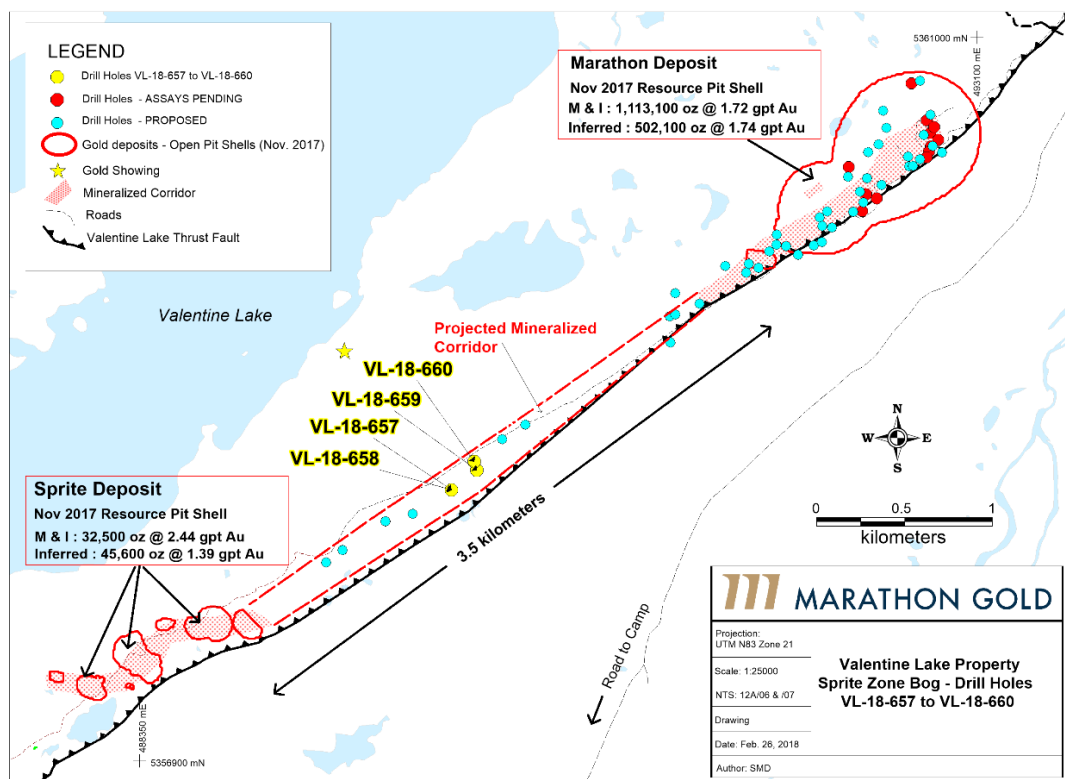 LEGEND
Drill Holes VL-18-657 to VL-18-660
Drill Holes - ASSAYS PENDING
Drill Holes - PROPOSED
Gold deposits - Open Pit Shells (Nov. 2017)
Gold Showing
Mineralized Corridor
Roads
Valentine Lake Thrust Fault
Marathon Deposit
Nov 2017 Resource Pit Shell
M & I : 1,113,100 oz @ 1.72 gpt Au
Inferred : 502,100 oz @ 1.74 gpt Au
5361000 mN
493100 mE
Valentine Lake
Projected Mineralized
Corridor
VL-18-660
VL-18-659
VL-18-657
VL-18-658
N
W E
S
Sprite Deposit
Nov 2017 Resource Pit Shell
M & I : 32,500 oz @ 2.44 gpt Au
Inferred : 45,600 oz @ 1.39 gpt Au
3.5 kilometers
0 0.5 1
kilometers
Road to Camp
488350 mE
5356900 mN
MARATHON GOLD
Projection:
UTM N83 Zone 21
Scale: 1:25000
NTS: 12A/06 & /07
Drawing
Date: Feb. 26, 2018
Author: SMD
Valentine Lake Property
Sprite Zone Bog - Drill Holes
VL-18-657 to VL-18-660